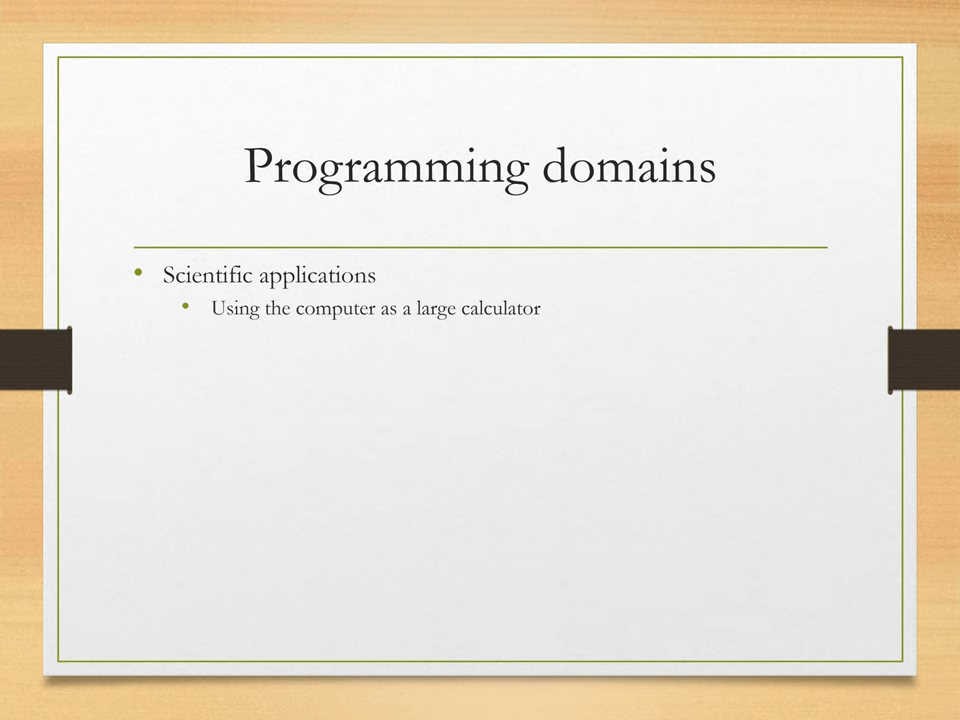 Programming domains
• Scientific applications
• Using the computer as a large calculator